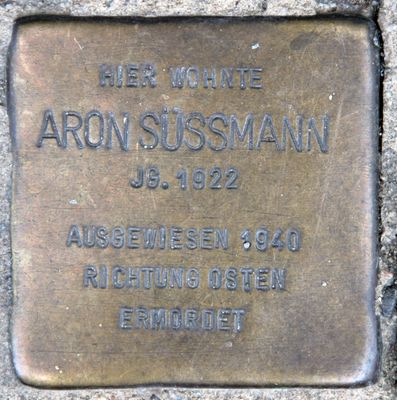 HIER WOHNTE
ARON SÜSSMANN
JG. 1922
AUSGEWIESEN 1940
RICHTUNG OSTEN
ERMORDET